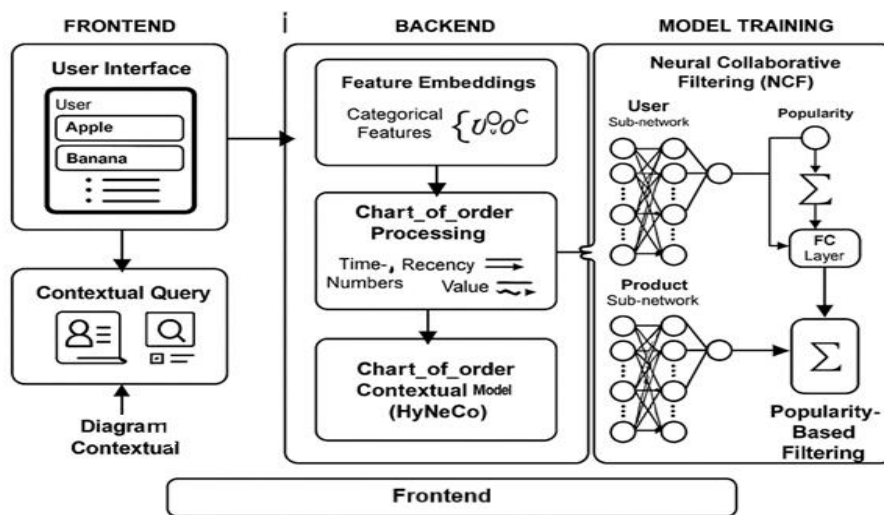 FRONTEND
User Interface
User
Apple
Banana
Contextual Query
Diagram
Contextual
i
BACKEND
Feature Embeddings
Categorical
Features
Chart_of_order
Processing
Time-, Recency
Numbers Value
Chart_of_order
Contextual Model
(HyNeCo)
MODEL TRAINING
Neural Collaborative
Filtering (NCF)
User
Sub-network
Popularity
Σ
FC
Layer
Product
Sub-network
Σ
Popularity-
Based
Filtering
Frontend